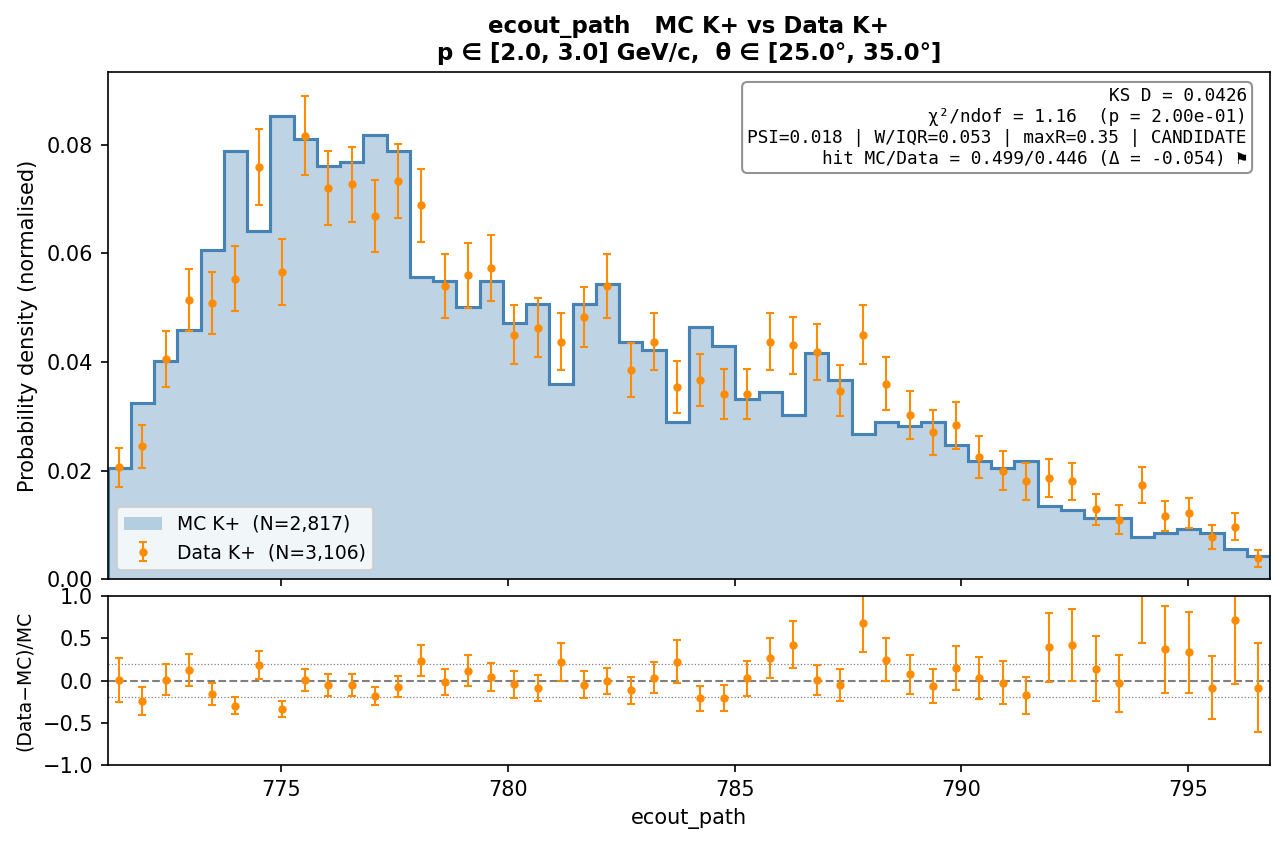 ecout_path   MC K+ vs Data K+
p ∈ [2.0, 3.0] GeV/c,  θ ∈ [25.0°, 35.0°]
KS D = 0.0426
χ²/ndof = 1.16  (p = 2.00e-01)
PSI=0.018 | W/IQR=0.053 | maxR=0.35 | CANDIDATE
hit MC/Data = 0.499/0.446 (Δ = -0.054) ⚑
Probability density (normalised)
0.08
0.06
0.04
0.02
0.00
MC K+  (N=2,817)
Data K+  (N=3,106)
(Data−MC)/MC
1.0
0.5
0.0
−0.5
−1.0
775
780
785
790
795
ecout_path